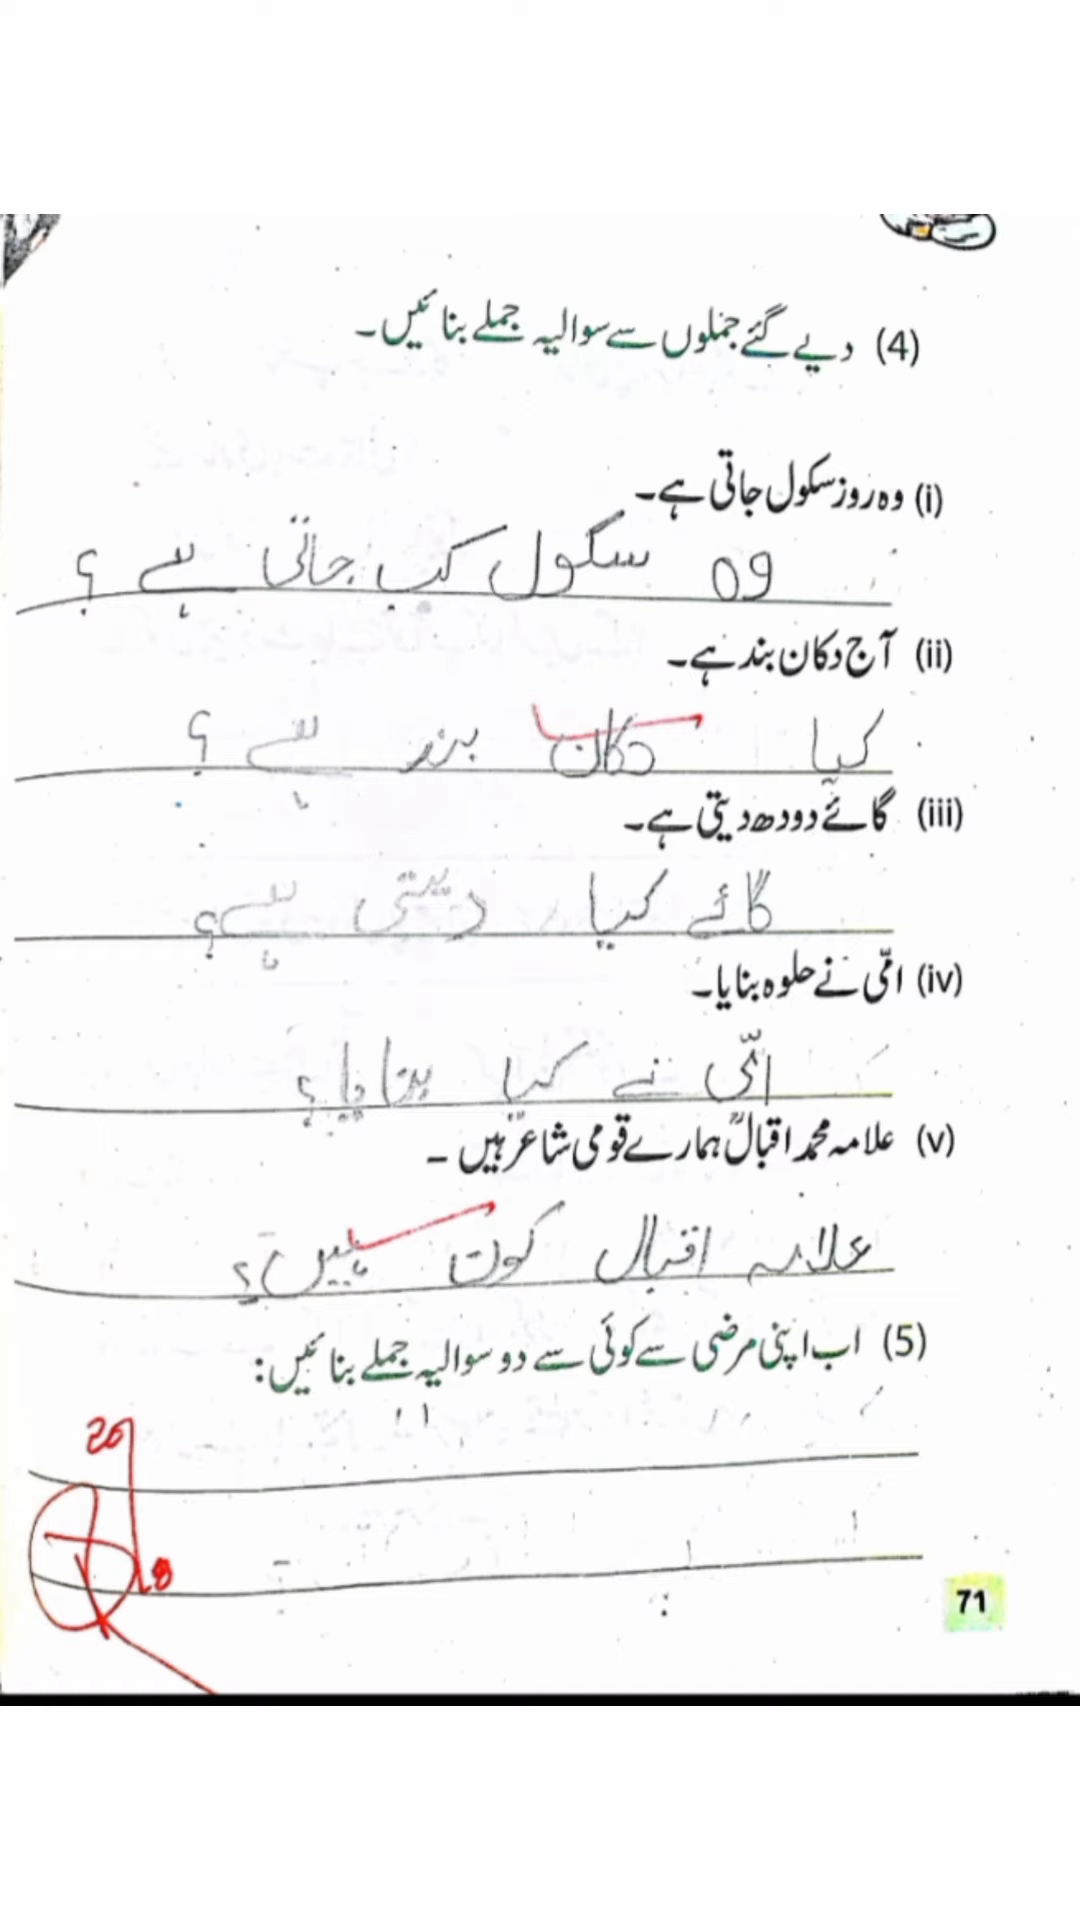 (4) دیے گئے جملوں سے سوالیہ جملے بنائیں۔
(i) وہ روز سکول جاتی ہے۔
وہ سکول کب جاتی ہے ؟
(ii) آج دکان بند ہے۔
کیا دکان بند ہے ؟
(iii) گائے دودھ دیتی ہے۔
گائے کیا دیتی ہے؟
(iv) امّی نے حلوہ بنایا۔
امّی نے کیا بنایا؟
(v) علامہ محمد اقبالؒ ہمارے قومی شاعر ہیں ۔
علامہ اقبال کون ہیں؟
(5) اب اپنی مرضی سے کوئی سے دو سوالیہ جملے بنائیں:
71